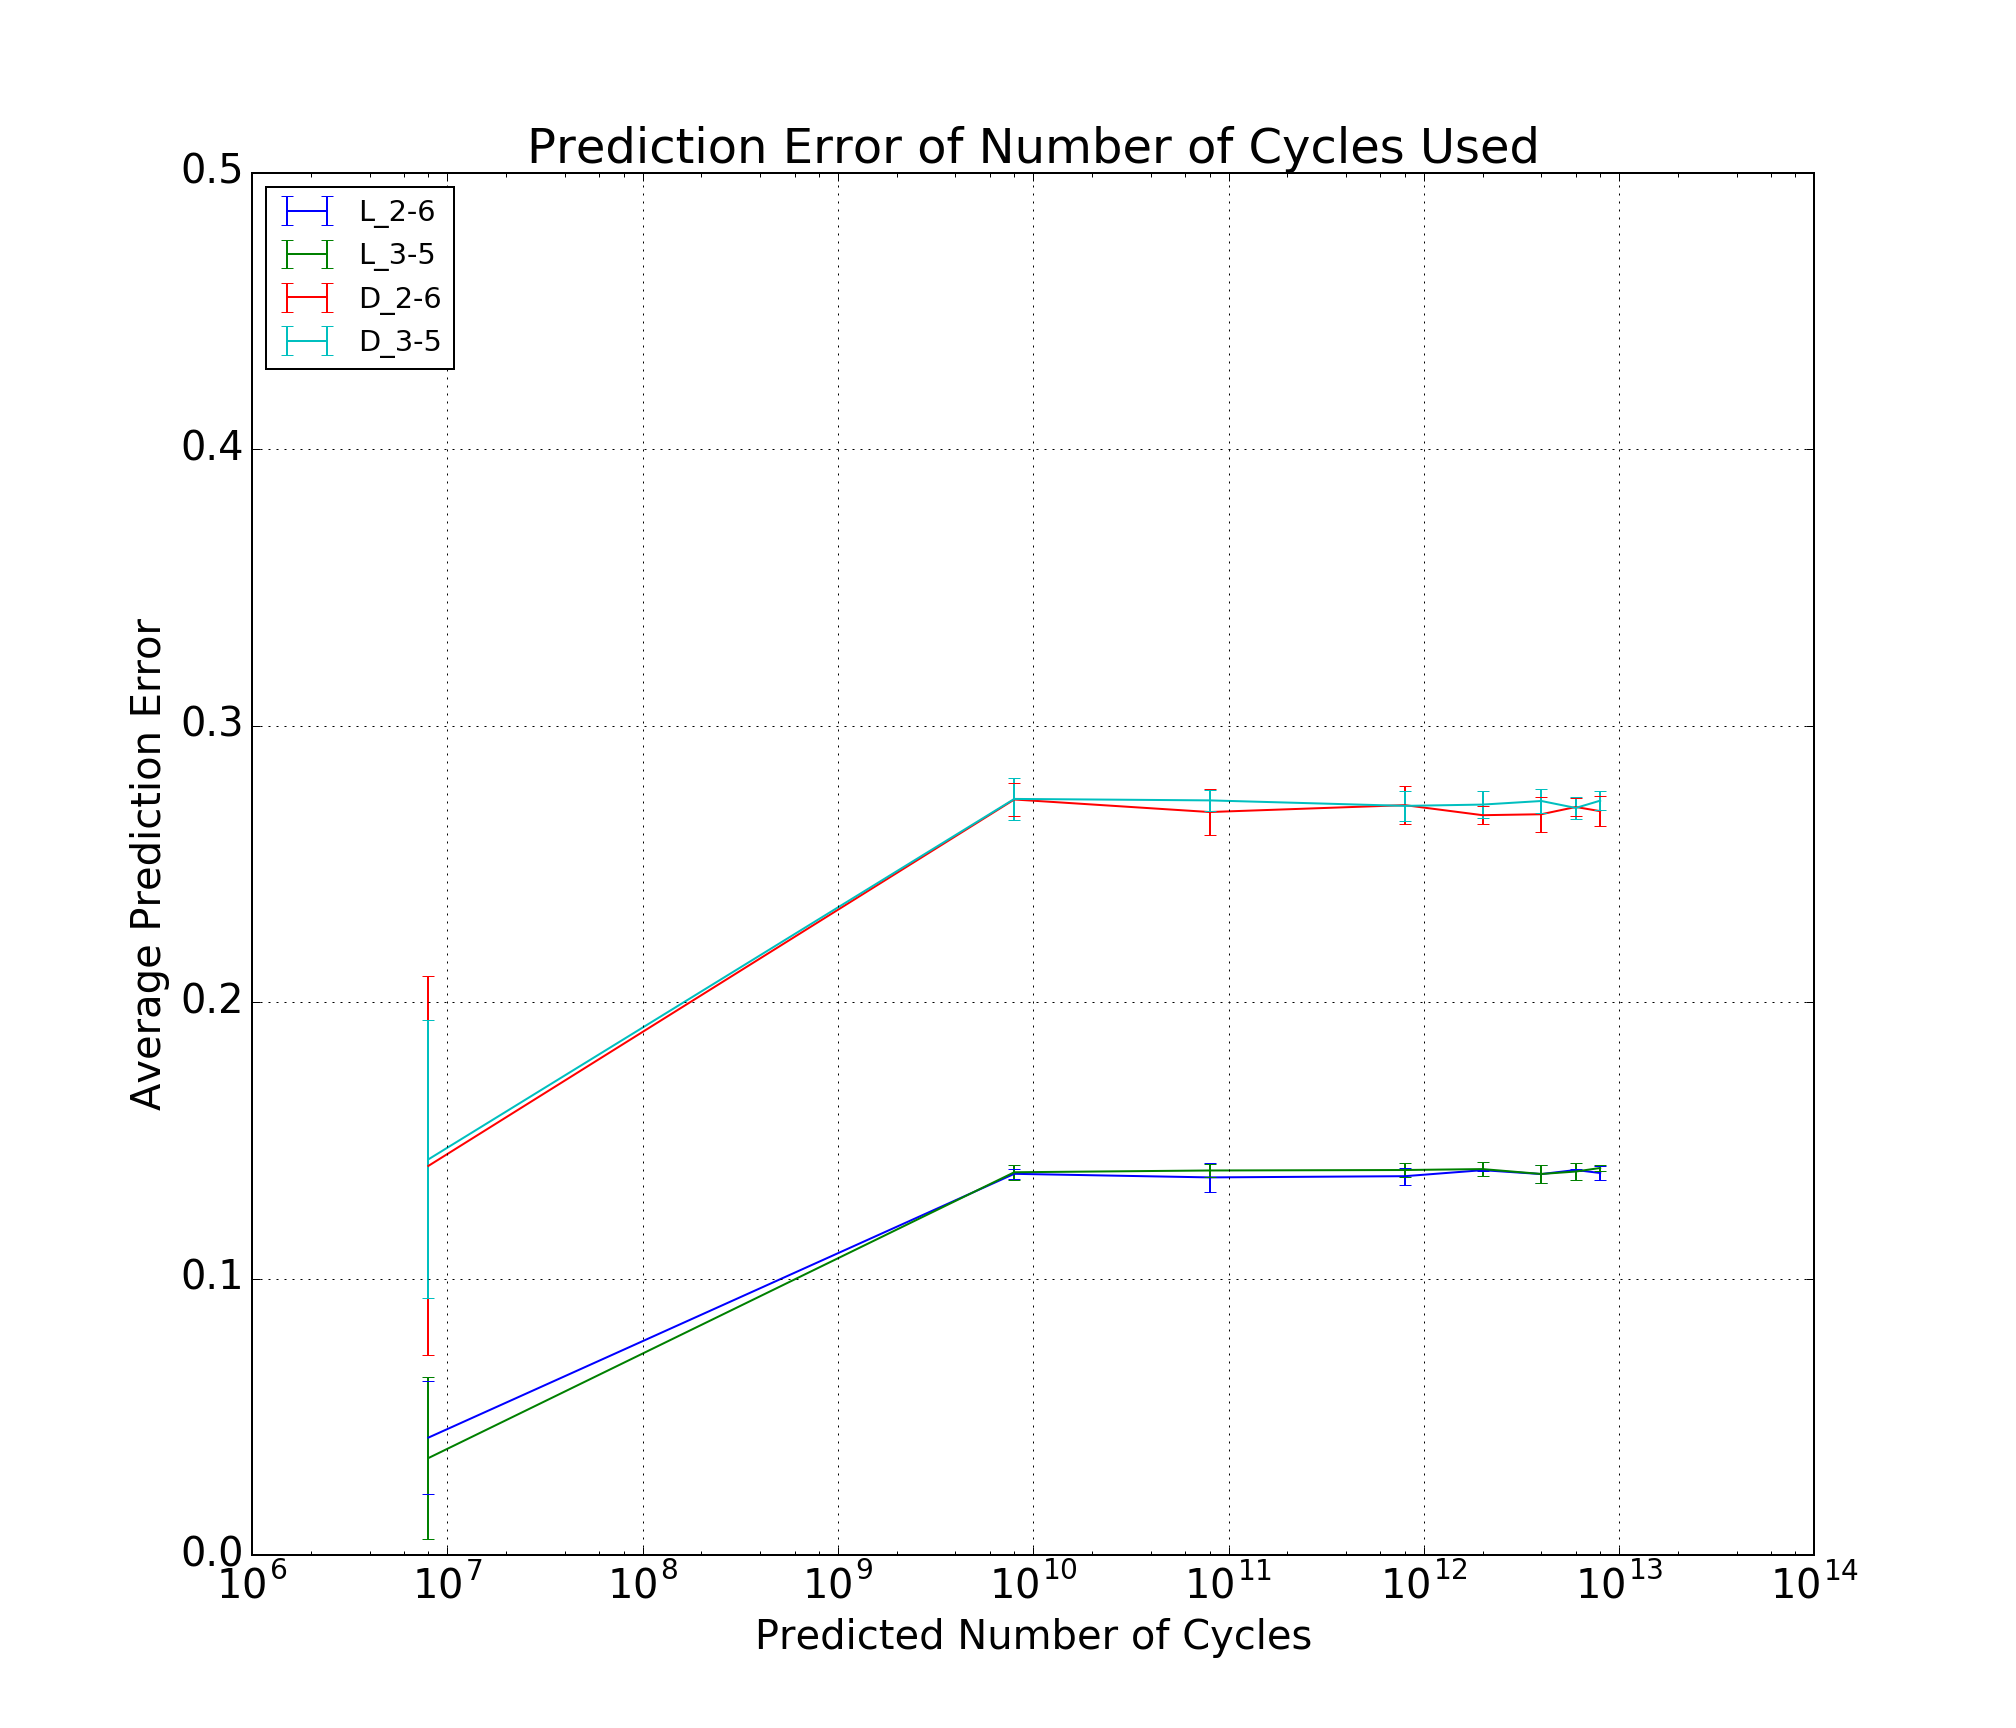 Prediction Error of Number of Cycles Used
0.5
0.4
0.3
0.2
0.1
0.0
Average Prediction Error
L_2-6
L_3-5
D_2-6
D_3-5
10^6 10^7 10^8 10^9 10^10 10^11 10^12 10^13 10^14
Predicted Number of Cycles